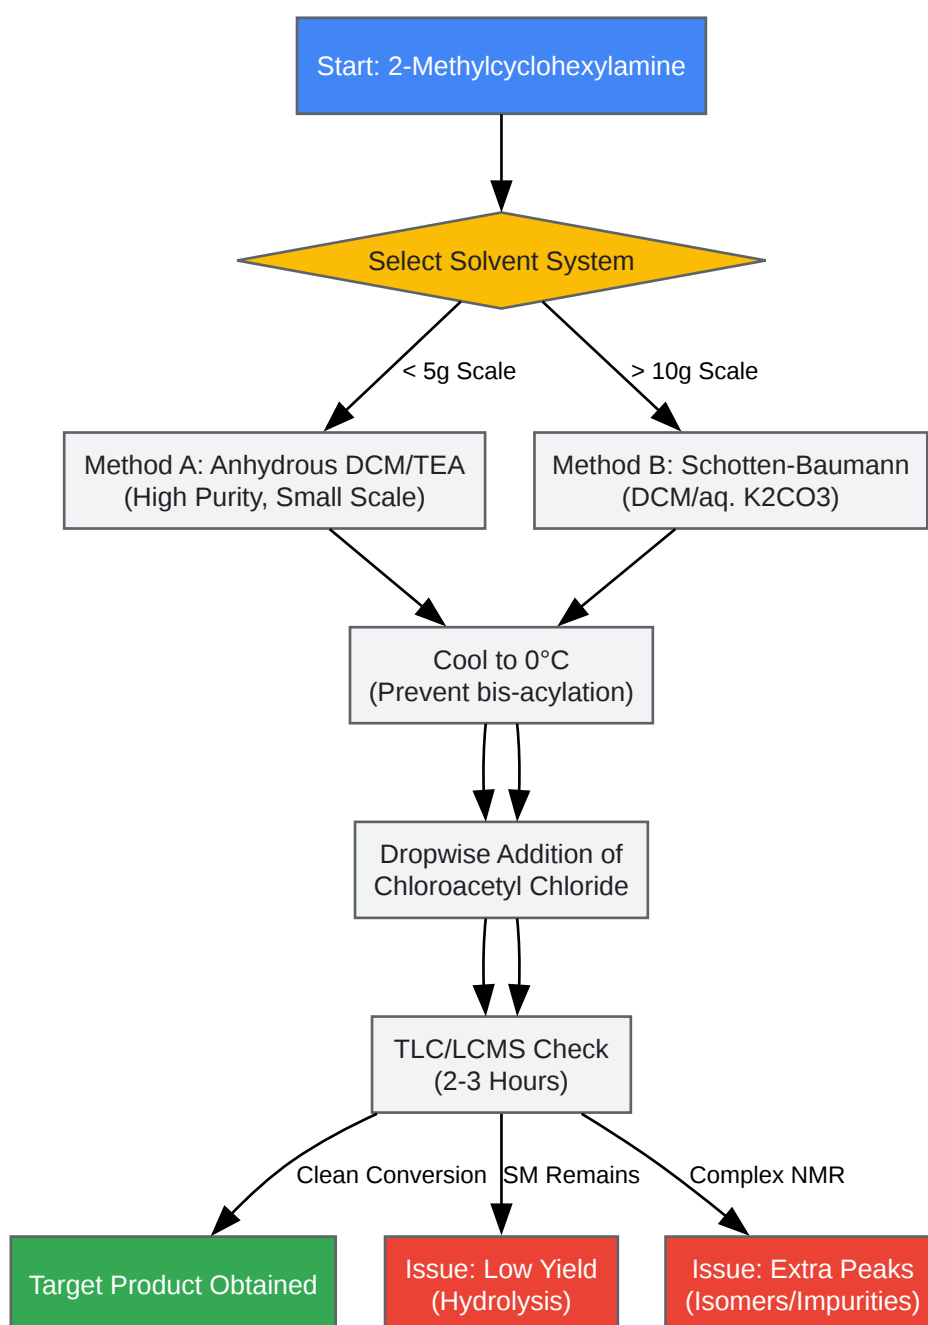 Start: 2-Methylcyclohexylamine
Select Solvent System
< 5g Scale
> 10g Scale
Method A: Anhydrous DCM/TEA
(High Purity, Small Scale)
Method B: Schotten-Baumann
(DCM/aq. K2CO3)
Cool to 0°C
(Prevent bis-acylation)
Dropwise Addition of
Chloroacetyl Chloride
TLC/LCMS Check
(2-3 Hours)
Clean Conversion
SM Remains
Complex NMR
Target Product Obtained
Issue: Low Yield
(Hydrolysis)
Issue: Extra Peaks
(Isomers/Impurities)